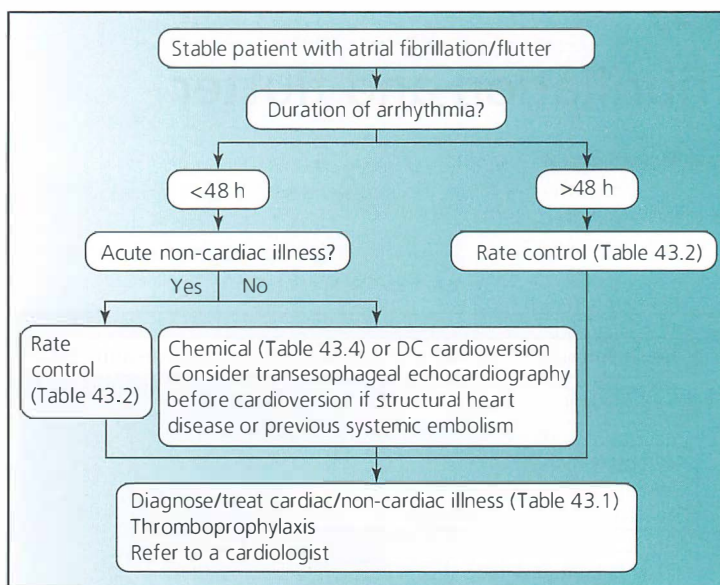 Stable patient with atrial fibrillation/flutter
Duration of arrhythmia?
<48 h
>48 h
Acute non-cardiac illness?
Rate control (Table 43.2)
Yes
No
Rate
control
(Table 43.2)
Chemical (Table 43.4) or DC cardioversion
Consider transesophageal echocardiography
before cardioversion if structural heart
disease or previous systemic embolism
Diagnose/treat cardiac/non-cardiac illness (Table 43.1)
Thromboprophylaxis
Refer to a cardiologist